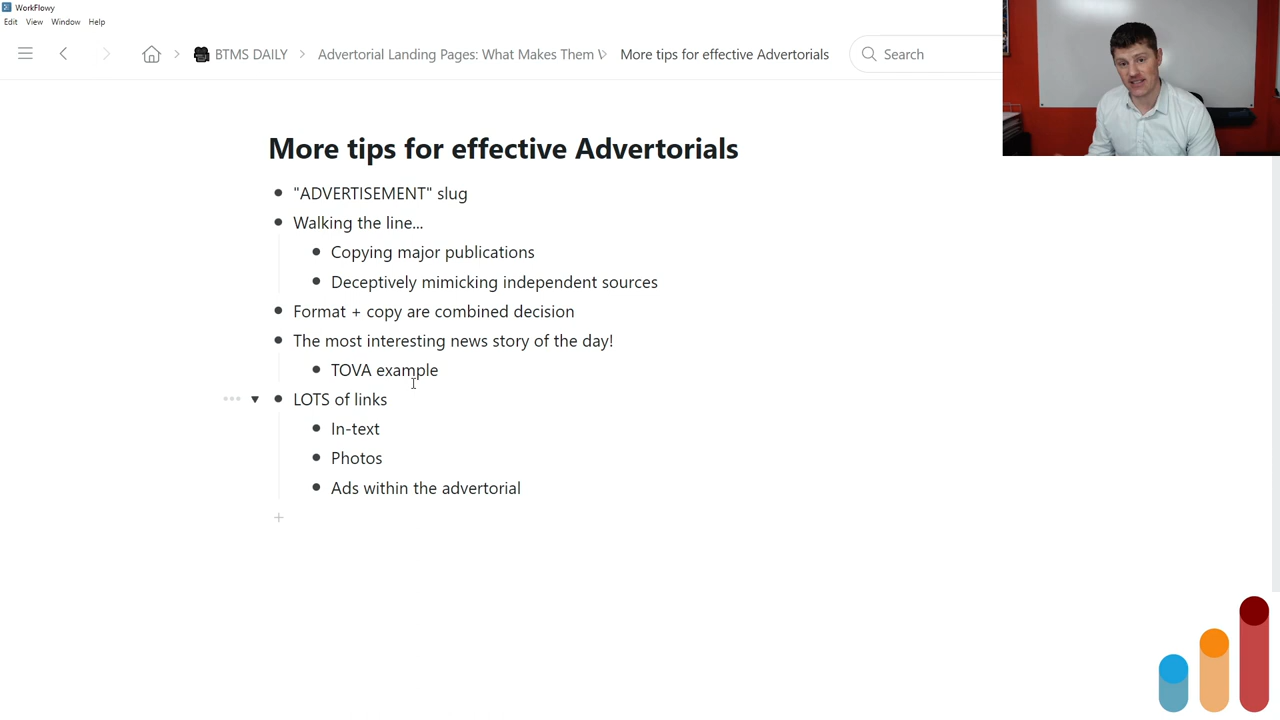 WorkFlowy
Edit View Window Help
BTMS DAILY > Advertorial Landing Pages: What Makes Them > More tips for effective Advertorials
Search
More tips for effective Advertorials
"ADVERTISEMENT" slug
Walking the line...
Copying major publications
Deceptively mimicking independent sources
Format + copy are combined decision
The most interesting news story of the day!
TOVA example
LOTS of links
In-text
Photos
Ads within the advertorial